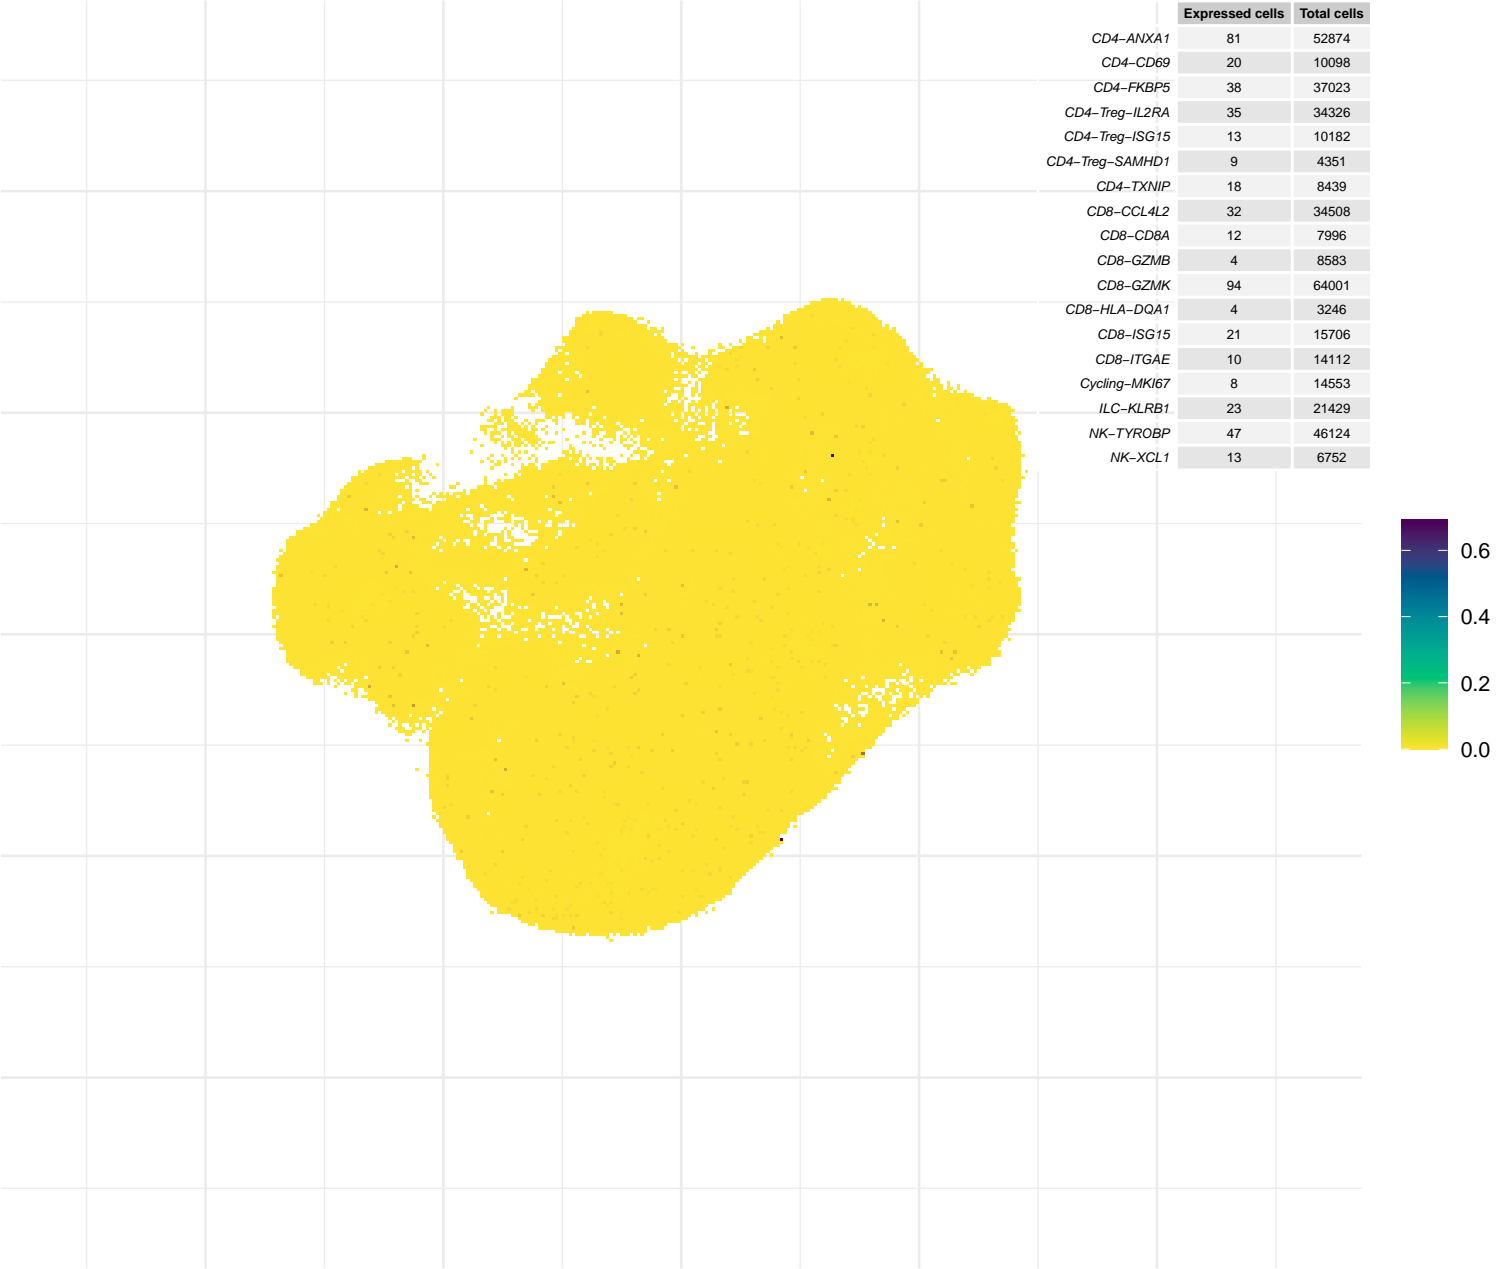 Expressed cells Total cells
CD4−ANXA1 81 52874
CD4−CD69 20 10098
CD4−FKBP5 38 37023
CD4−Treg−IL2RA 35 34326
CD4−Treg−ISG15 13 10182
CD4−Treg−SAMHD1 9 4351
CD4−TXNIP 18 8439
CD8−CCL4L2 32 34508
CD8−CD8A 12 7996
CD8−GZMB 4 8583
CD8−GZMK 94 64001
CD8−HLA−DQA1 4 3246
CD8−ISG15 21 15706
CD8−ITGAE 10 14112
Cycling−MKI67 8 14553
ILC−KLRB1 23 21429
NK−TYROBP 47 46124
NK−XCL1 13 6752
0.6
0.4
0.2
0.0